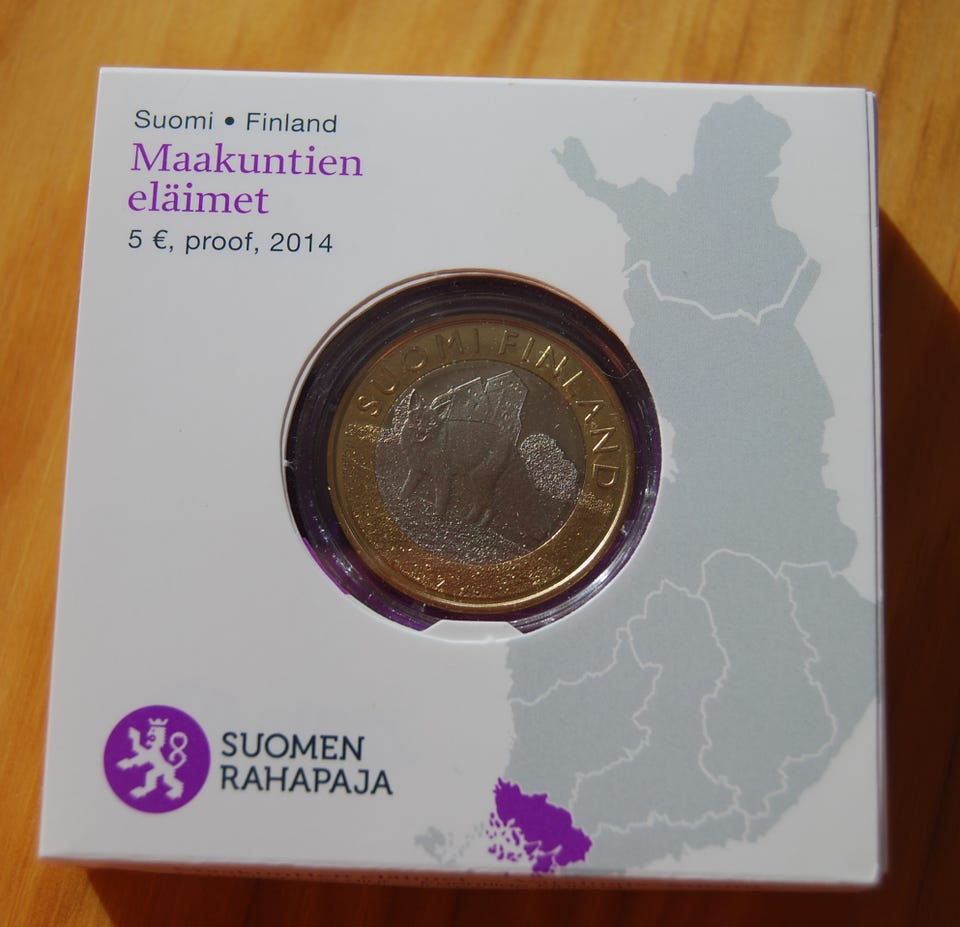 Suomi • Finland
Maakuntien
eläimet
5 €, proof, 2014
SUOMI FINLAND
SUOMEN
RAHAPAJA